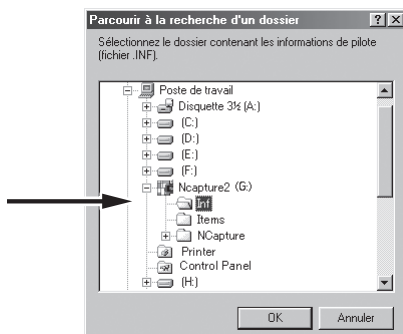 Parcourir à la recherche d'un dossier
Sélectionnez le dossier contenant les informations de pilote
(fichier .INF).
Poste de travail
Disquette 3½ (A:)
(C:)
(D:)
(E:)
(F:)
Ncapture2 (G:)
Inf
Items
NCapture
Printer
Control Panel
(H:)
OK Annuler